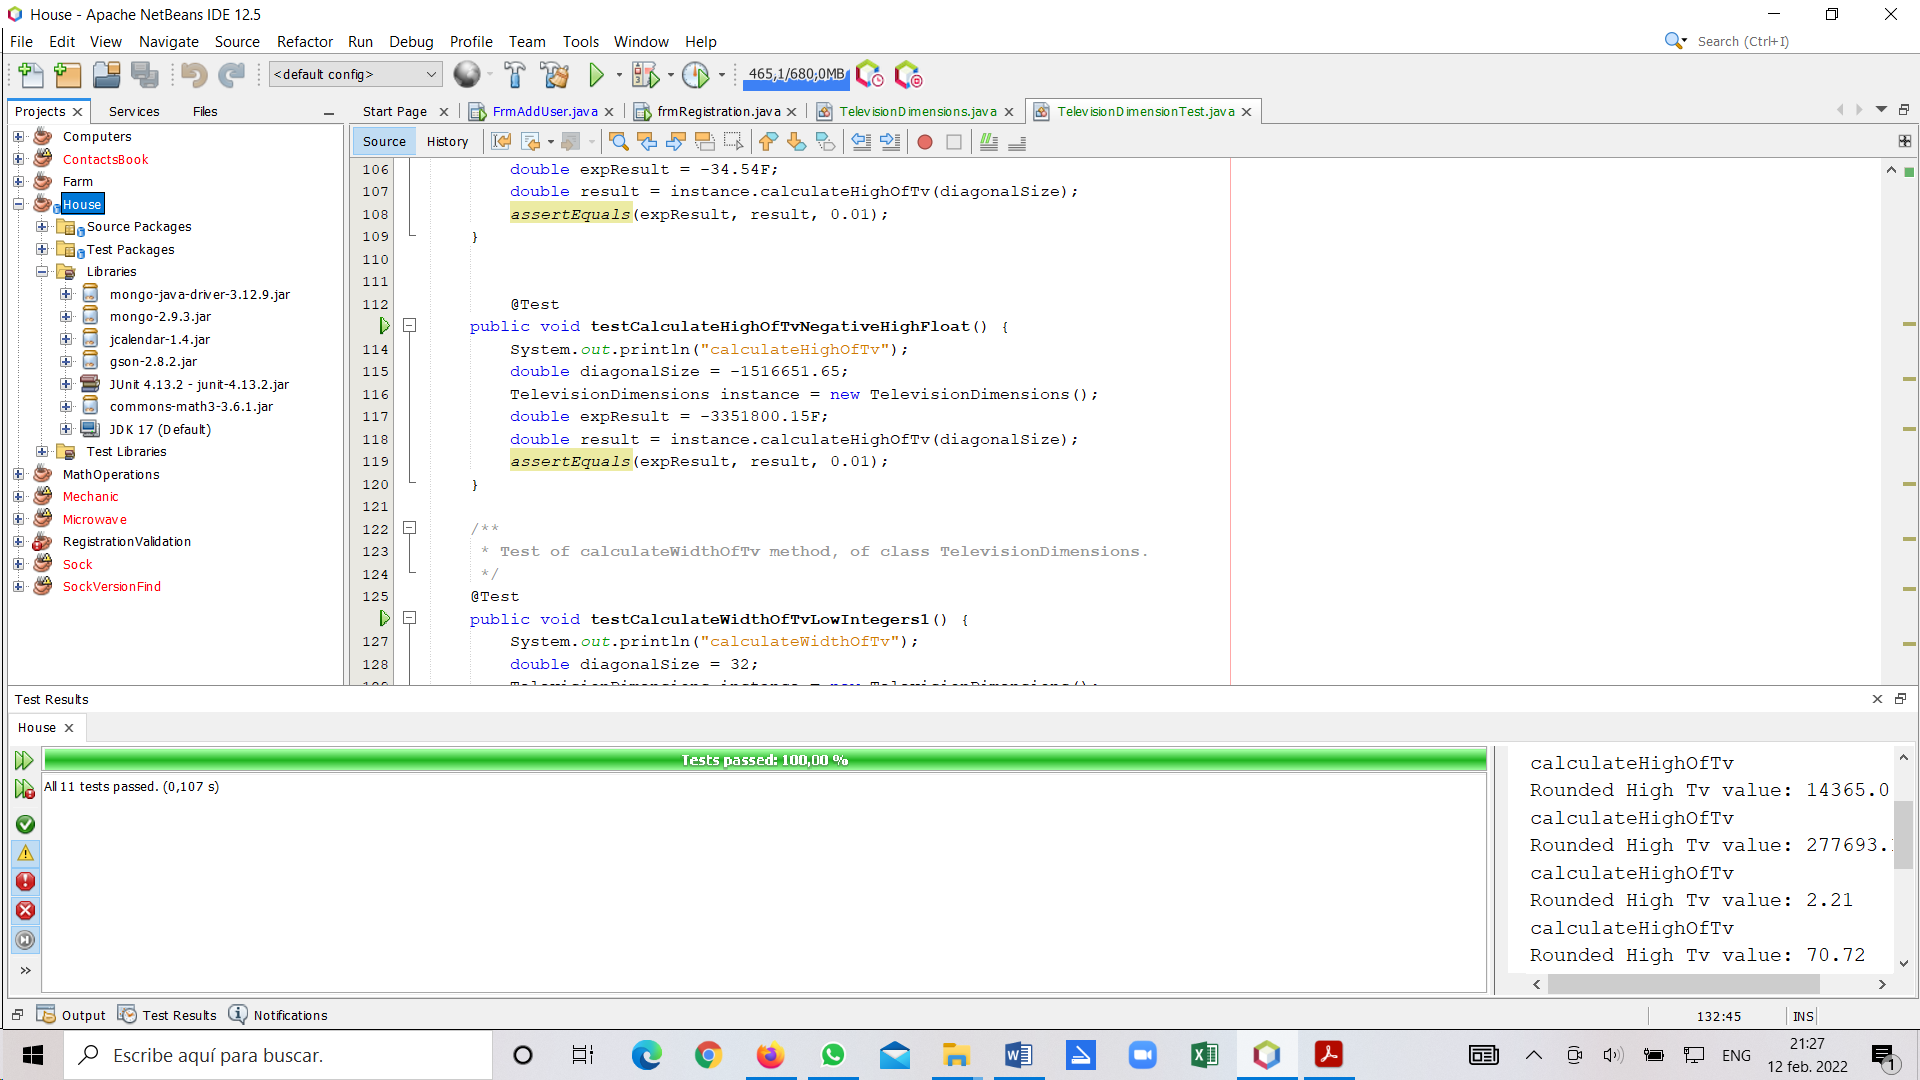 House - Apache NetBeans IDE 12.5
File Edit View Navigate Source Refactor Run Debug Profile Team Tools Window Help
Search (Ctrl+I)
<default config>
465,1/680,0MB
Projects Services Files
Start Page FrmAddUser.java frmRegistration.java TelevisionDimensions.java TelevisionDimensionTest.java
Source History
Computers
ContactsBook
Farm
House
Source Packages
Test Packages
Libraries
mongo-java-driver-3.12.9.jar
mongo-2.9.3.jar
jcalendar-1.4.jar
gson-2.8.2.jar
JUnit 4.13.2 - junit-4.13.2.jar
commons-math3-3.6.1.jar
JDK 17 (Default)
Test Libraries
MathOperations
Mechanic
Microwave
RegistrationValidation
Sock
SockVersionFind
106 double expResult = -34.54F;
107 double result = instance.calculateHighOfTv(diagonalSize);
108 assertEquals(expResult, result, 0.01);
109 }
110
111
112 @Test
public void testCalculateHighOfTvNegativeHighFloat() {
114 System.out.println("calculateHighOfTv");
115 double diagonalSize = -1516651.65;
116 TelevisionDimensions instance = new TelevisionDimensions();
117 double expResult = -3351800.15F;
118 double result = instance.calculateHighOfTv(diagonalSize);
119 assertEquals(expResult, result, 0.01);
120 }
121
122 /**
123 * Test of calculateWidthOfTv method, of class TelevisionDimensions.
124 */
125 @Test
public void testCalculateWidthOfTvLowIntegers1() {
127 System.out.println("calculateWidthOfTv");
128 double diagonalSize = 32;
Test Results
House
Tests passed: 100,00 %
All 11 tests passed. (0,107 s)
calculateHighOfTv
Rounded High Tv value: 14365.0
calculateHighOfTv
Rounded High Tv value: 277693.
calculateHighOfTv
Rounded High Tv value: 2.21
calculateHighOfTv
Rounded High Tv value: 70.72
Output Test Results Notifications
132:45 INS
Escribe aquí para buscar.
ENG
21:27
12 feb. 2022
1